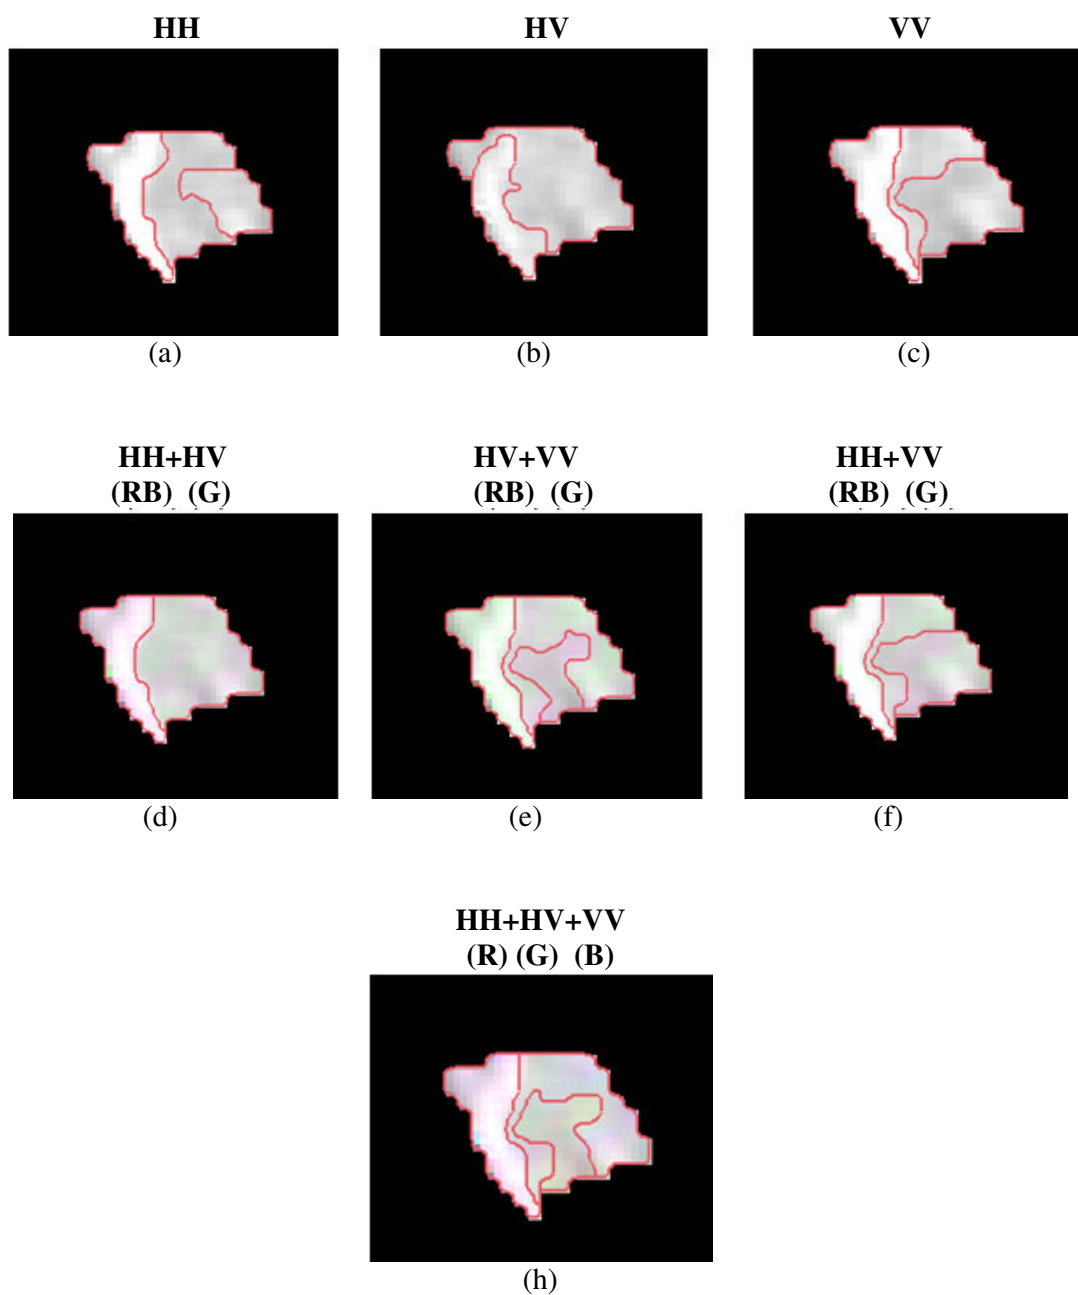 HH HV VV
(a) (b) (c)
HH+HV HV+VV HH+VV
(RB) (G) (RB) (G) (RB) (G)
(d) (e) (f)
HH+HV+VV
(R) (G) (B)
(h)